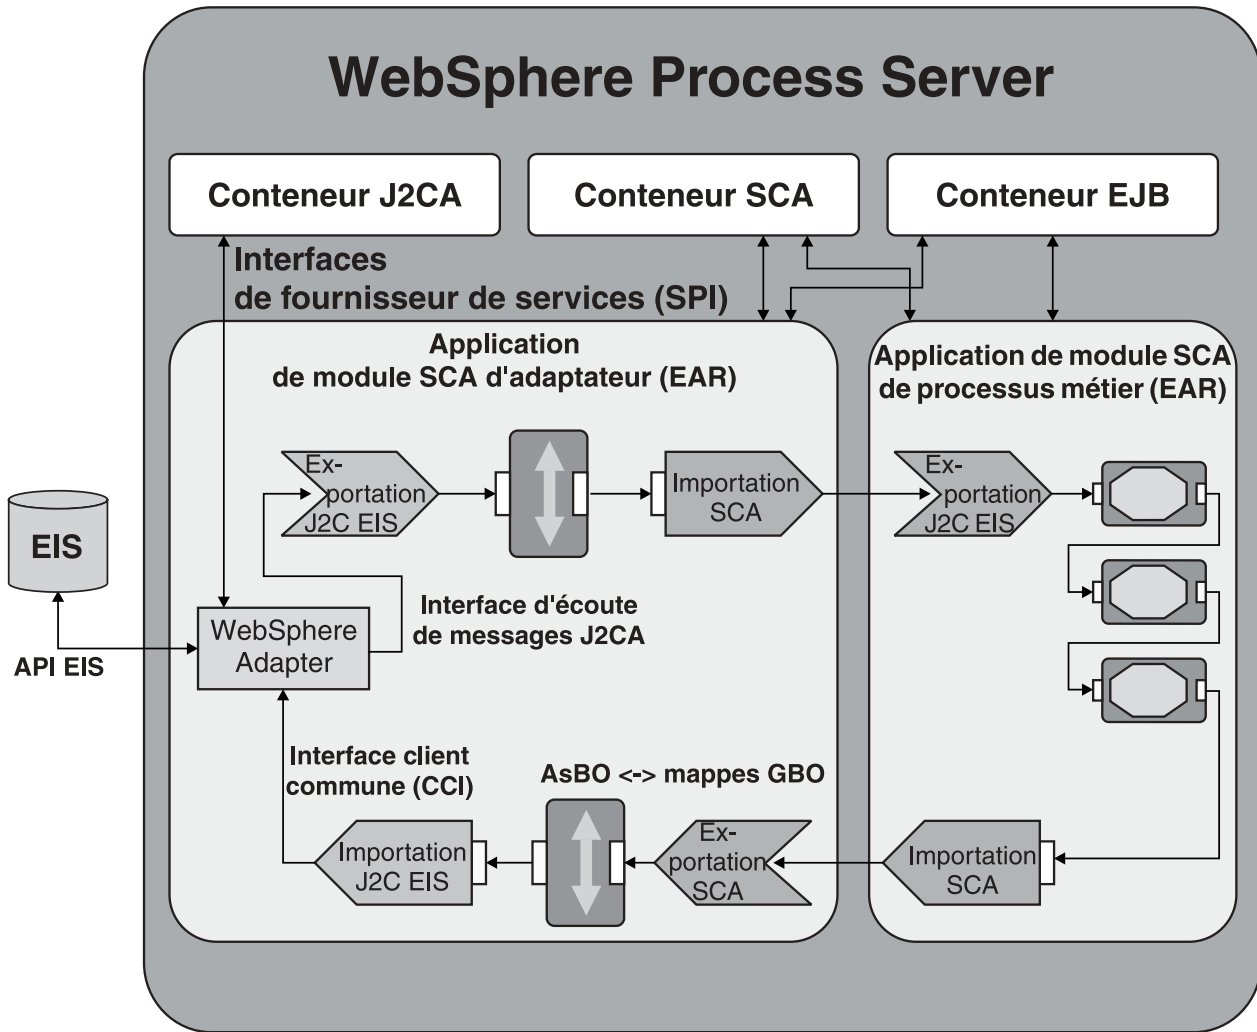 WebSphere Process Server
Conteneur J2CA
Conteneur SCA
Conteneur EJB
Interfaces
de fournisseur de services (SPI)
Application
de module SCA d'adaptateur (EAR)
Application de module SCA
de processus métier (EAR)
Ex-
portation
J2C EIS
Importation
SCA
Ex-
portation
J2C EIS
EIS
API EIS
WebSphere
Adapter
Interface d'écoute
de messages J2CA
Interface client
commune (CCI)
AsBO <-> mappes GBO
Importation
J2C EIS
Ex-
portation
SCA
Importation
SCA